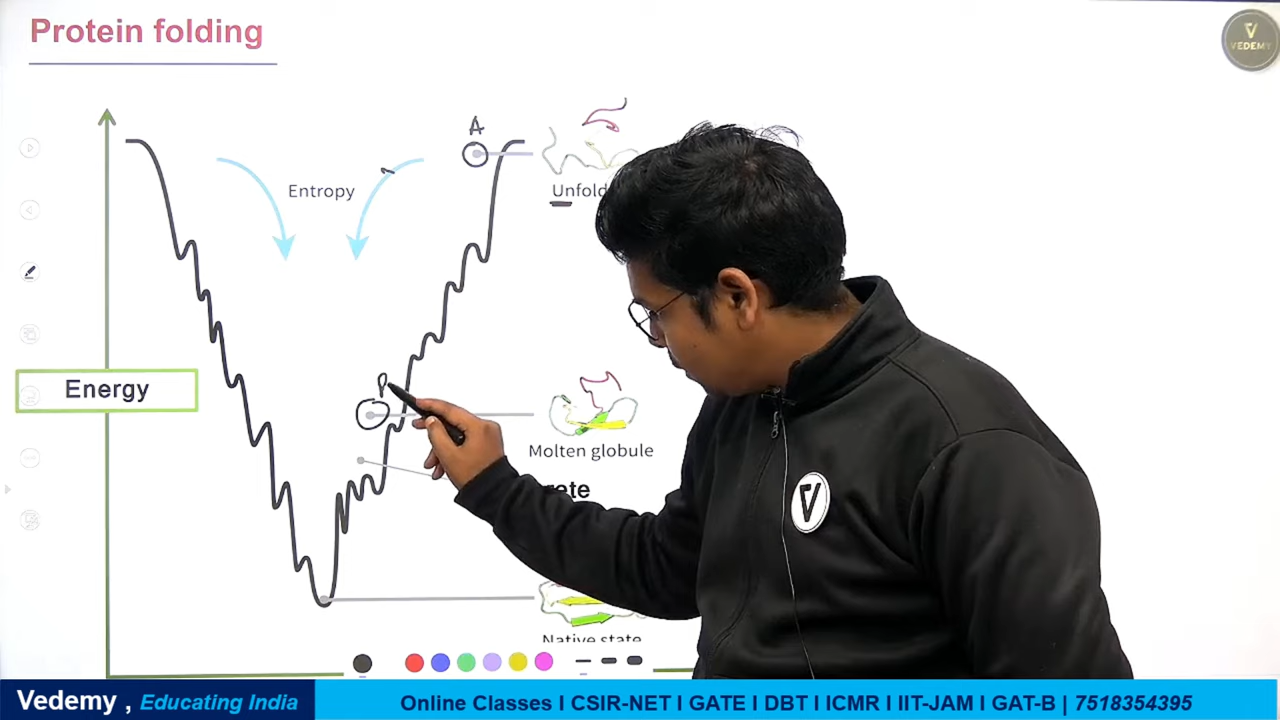 Protein folding
V
VEDEMY
A
Entropy
Unfold
Energy
Molten globule
Native state
V
Vedemy , Educating India
Online Classes I CSIR-NET I GATE I DBT I ICMR I IIT-JAM I GAT-B | 7518354395